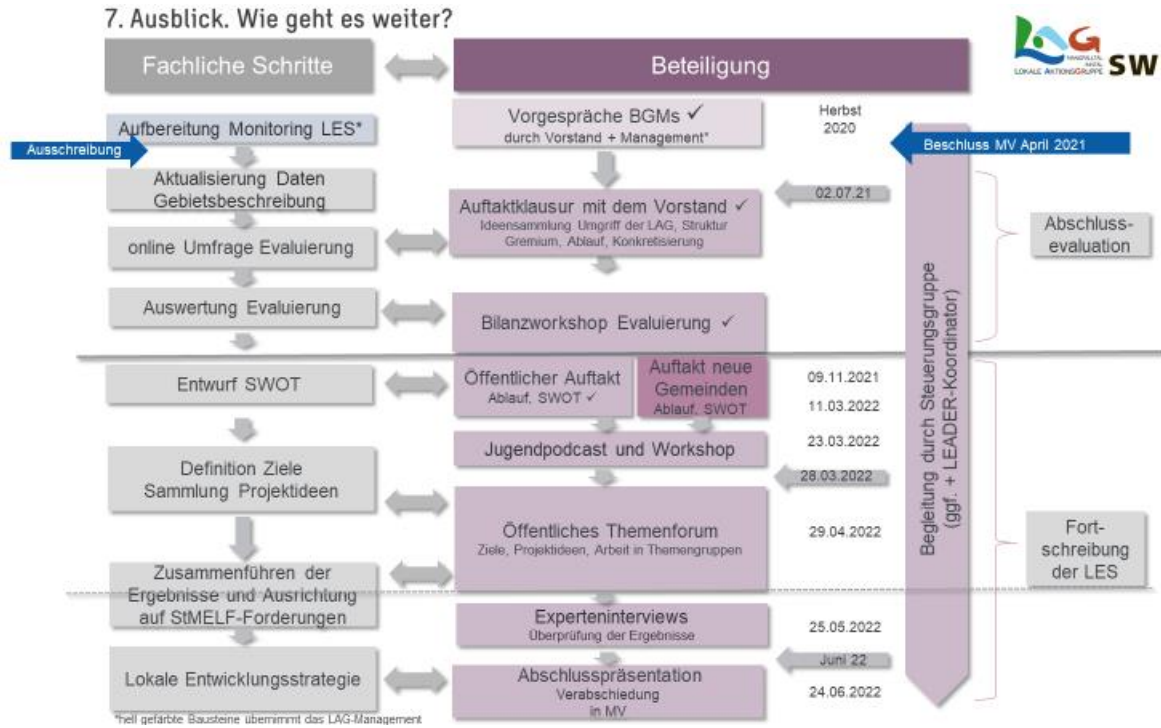 7. Ausblick. Wie geht es weiter?
LAG
MANGFALLTAL
INNTAL
LOKALE AKTIONSGRUPPE
SW
Fachliche Schritte
Beteiligung
Aufbereitung Monitoring LES*
Ausschreibung
Aktualisierung Daten
Gebietsbeschreibung
online Umfrage Evaluierung
Auswertung Evaluierung
Entwurf SWOT
Definition Ziele
Sammlung Projektideen
Zusammenführen der
Ergebnisse und Ausrichtung
auf StMELF-Forderungen
Lokale Entwicklungsstrategie
*hell gefärbte Bausteine übernimmt das LAG-Management
Vorgespräche BGMs ✓
durch Vorstand + Management*
Auftaktklausur mit dem Vorstand ✓
Ideensammlung Umgriff der LAG, Struktur
Gremium, Ablauf, Konkretisierung
Bilanzworkshop Evaluierung ✓
Öffentlicher Auftakt
Ablauf, SWOT ✓
Auftakt neue
Gemeinden
Ablauf, SWOT
Jugendpodcast und Workshop
Öffentliches Themenforum
Ziele, Projektideen, Arbeit in Themengruppen
Experteninterviews
Überprüfung der Ergebnisse
Abschlusspräsentation
Verabschiedung
in MV
Herbst
2020
Beschluss MV April 2021
02.07.21
09.11.2021
11.03.2022
23.03.2022
28.03.2022
29.04.2022
25.05.2022
Juni 22
24.06.2022
Begleitung durch Steuerungsgruppe
(ggf. + LEADER-Koordinator)
Abschluss-
evaluation
Fort-
schreibung
der LES